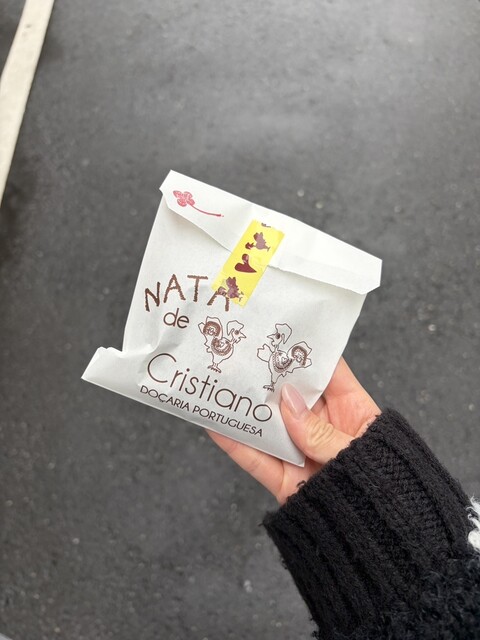 NATA
de
Cristiano
DOÇARIA PORTUGUESA